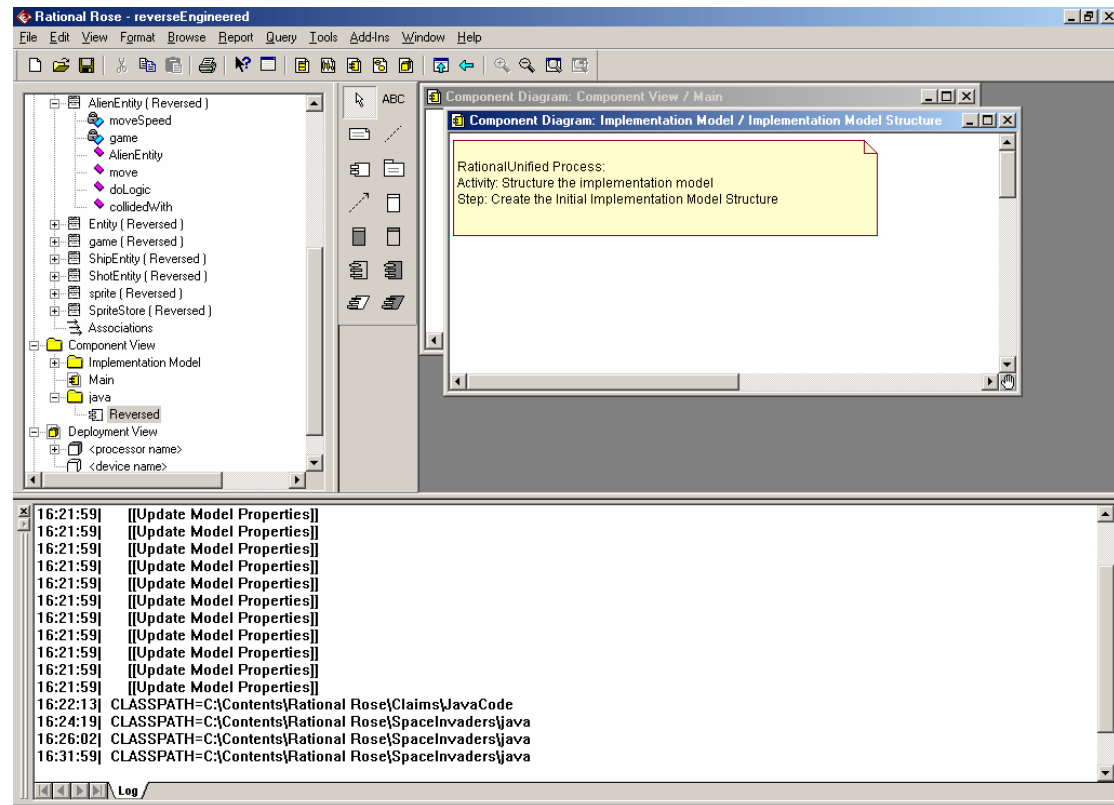 Rational Rose - reverseEngineered
File Edit View Format Browse Report Query Tools Add-Ins Window Help
AlienEntity ( Reversed )
moveSpeed
game
AlienEntity
move
doLogic
collidedWith
Entity ( Reversed )
game ( Reversed )
ShipEntity ( Reversed )
ShotEntity ( Reversed )
sprite ( Reversed )
SpriteStore ( Reversed )
Associations
Component View
Implementation Model
Main
java
Reversed
Deployment View
<processor name>
<device name>
ABC
Component Diagram: Component View / Main
Component Diagram: Implementation Model / Implementation Model Structure
RationalUnified Process:
Activity: Structure the implementation model
Step: Create the Initial Implementation Model Structure
16:21:59| [[Update Model Properties]]
16:21:59| [[Update Model Properties]]
16:21:59| [[Update Model Properties]]
16:21:59| [[Update Model Properties]]
16:21:59| [[Update Model Properties]]
16:21:59| [[Update Model Properties]]
16:21:59| [[Update Model Properties]]
16:21:59| [[Update Model Properties]]
16:21:59| [[Update Model Properties]]
16:21:59| [[Update Model Properties]]
16:21:59| [[Update Model Properties]]
16:22:13| CLASSPATH=C:\Contents\Rational Rose\Claims\JavaCode
16:24:19| CLASSPATH=C:\Contents\Rational Rose\SpaceInvaders\java
16:26:02| CLASSPATH=C:\Contents\Rational Rose\SpaceInvaders\java
16:31:59| CLASSPATH=C:\Contents\Rational Rose\SpaceInvaders\java
Log